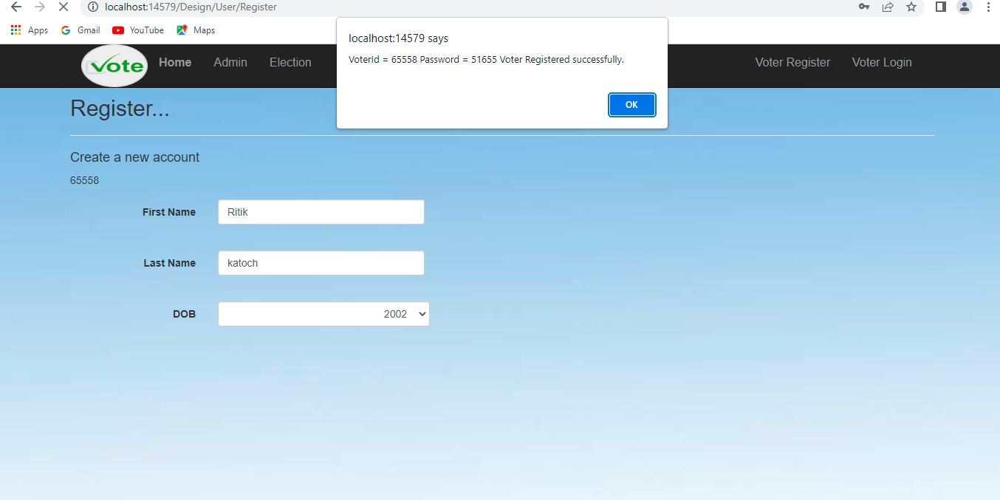 localhost:14579/Design/User/Register
Apps Gmail YouTube Maps
localhost:14579 says
VoterId = 65558 Password = 51655 Voter Registered successfully.
OK
vote Home Admin Election Voter Register Voter Login
Register...
Create a new account
65558
First Name Ritik
Last Name katoch
DOB 2002